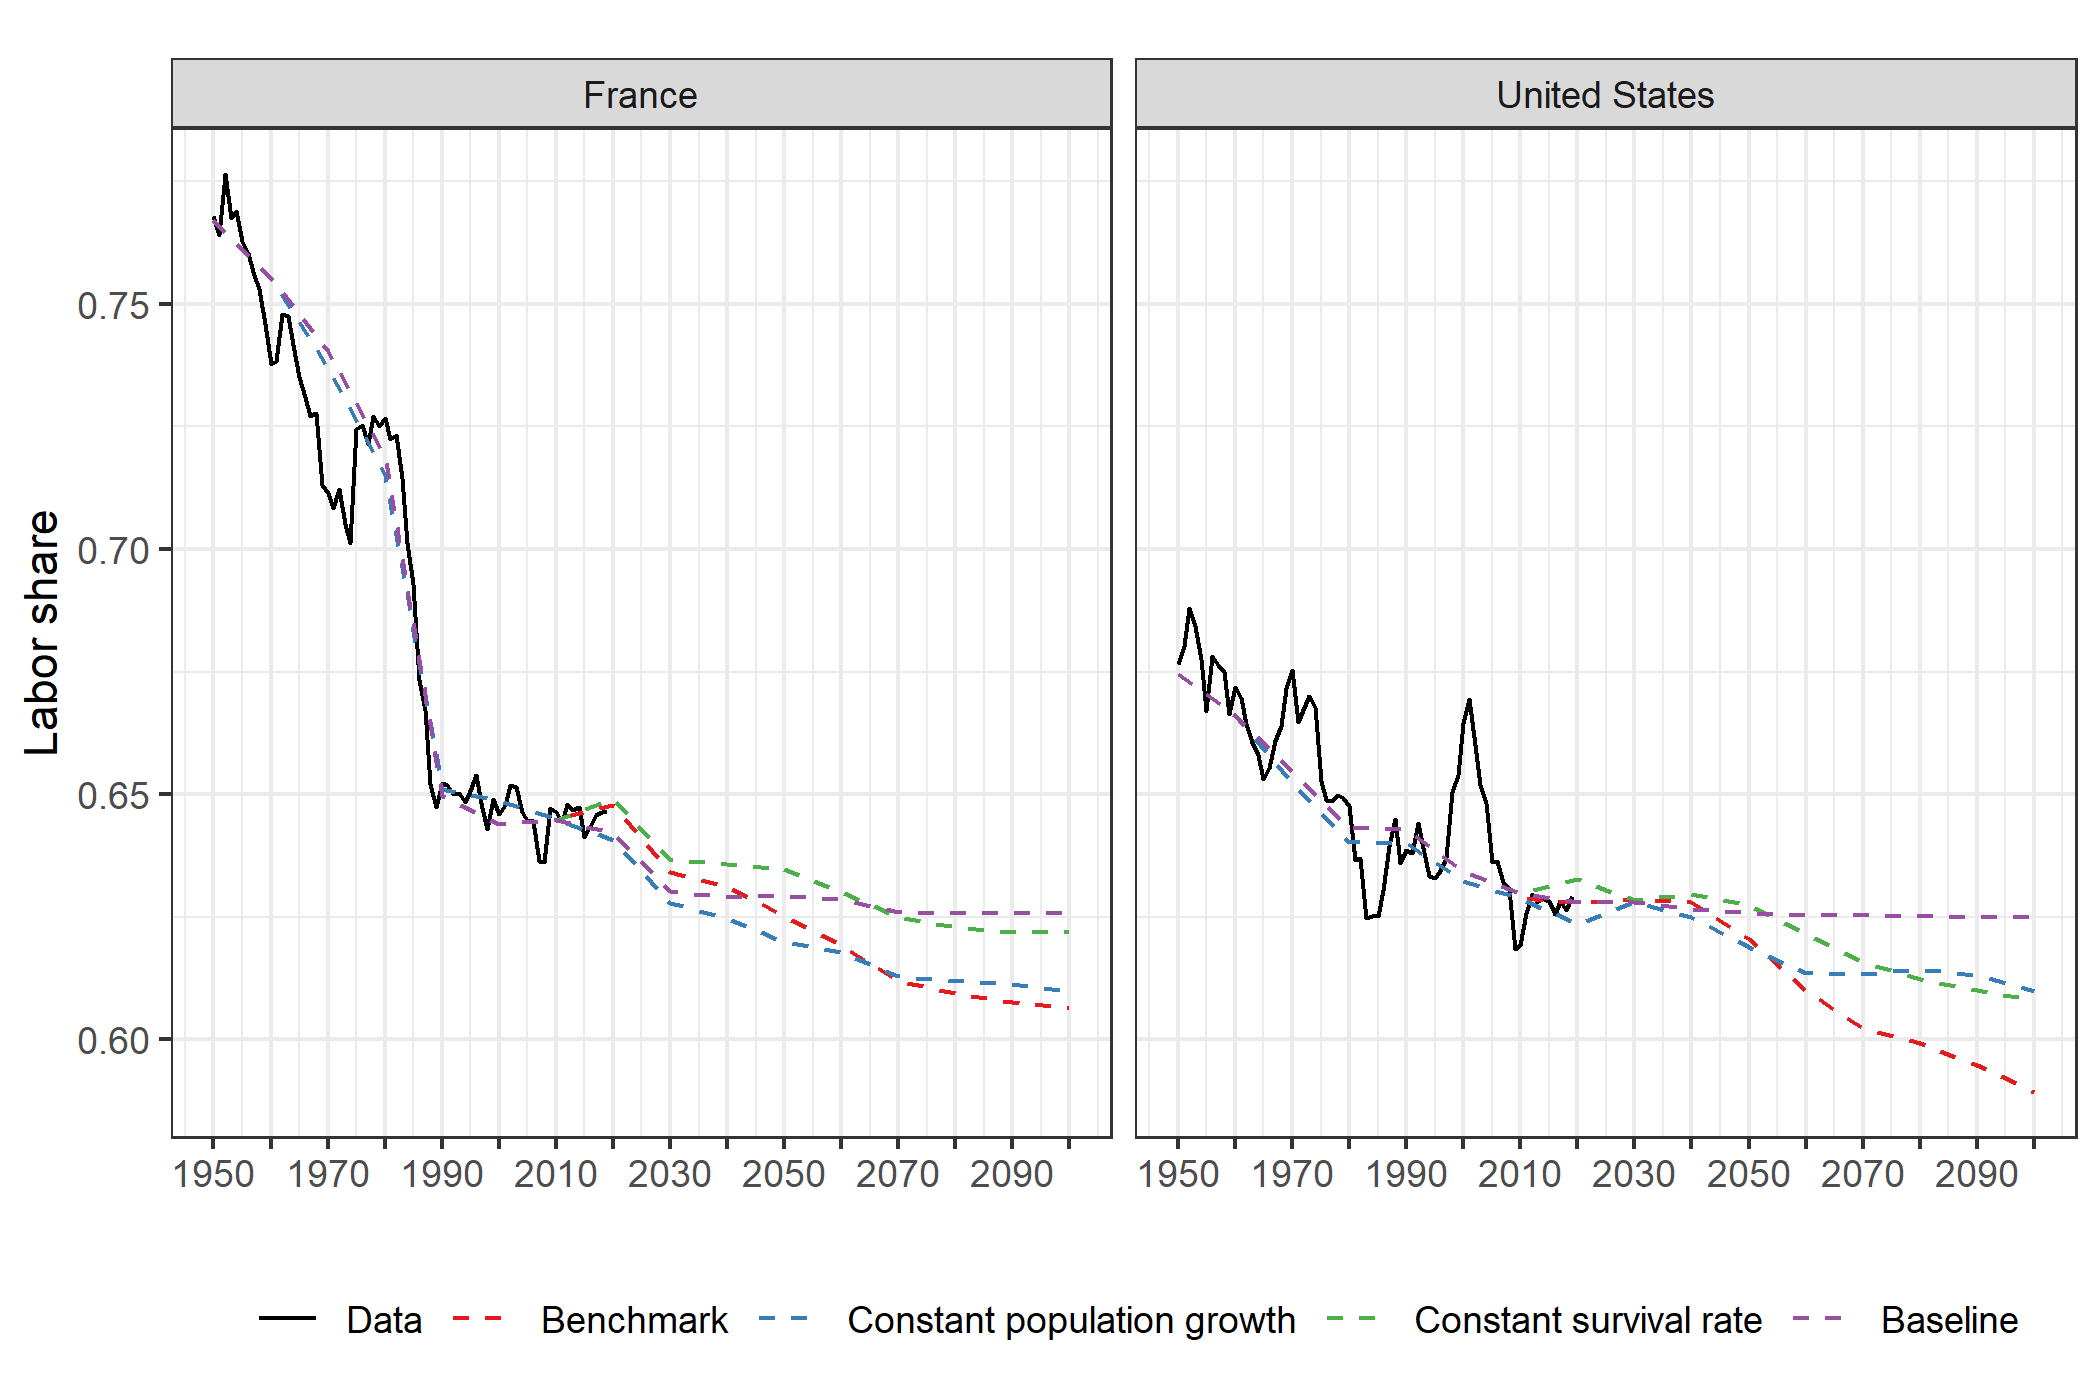 France
United States
Labor share
0.75
0.70
0.65
0.60
1950 1970 1990 2010 2030 2050 2070 2090
1950 1970 1990 2010 2030 2050 2070 2090
Data Benchmark Constant population growth Constant survival rate Baseline